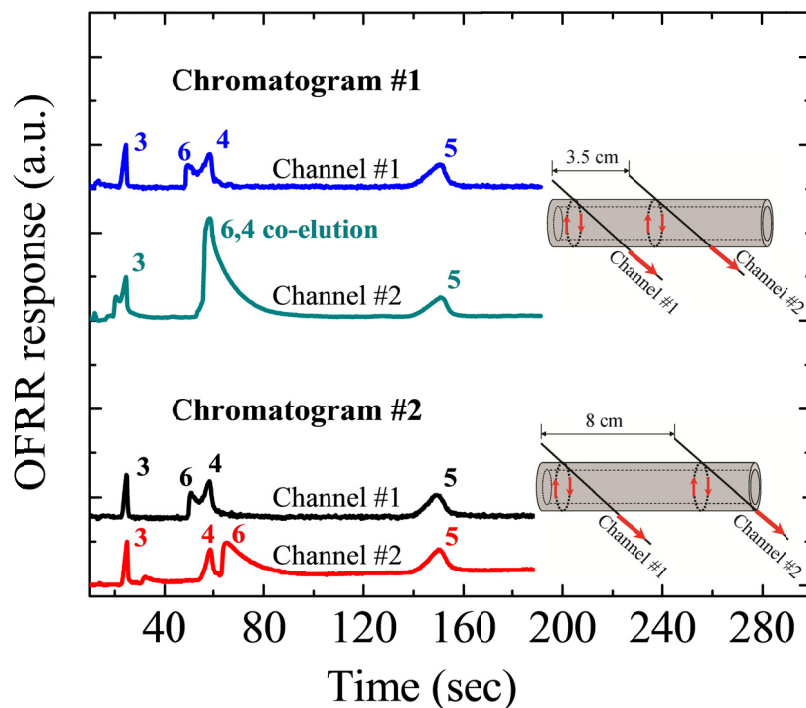 OFRR response (a.u.)
Chromatogram #1
3
6
4
Channel #1
5
3
6,4 co-elution
Channel #2
5
3.5 cm
Channel #1
Channel #2
Chromatogram #2
3
6
4
Channel #1
5
3
4
6
Channel #2
5
8 cm
Channel #1
Channel #2
40 80 120 160 200 240 280
Time (sec)